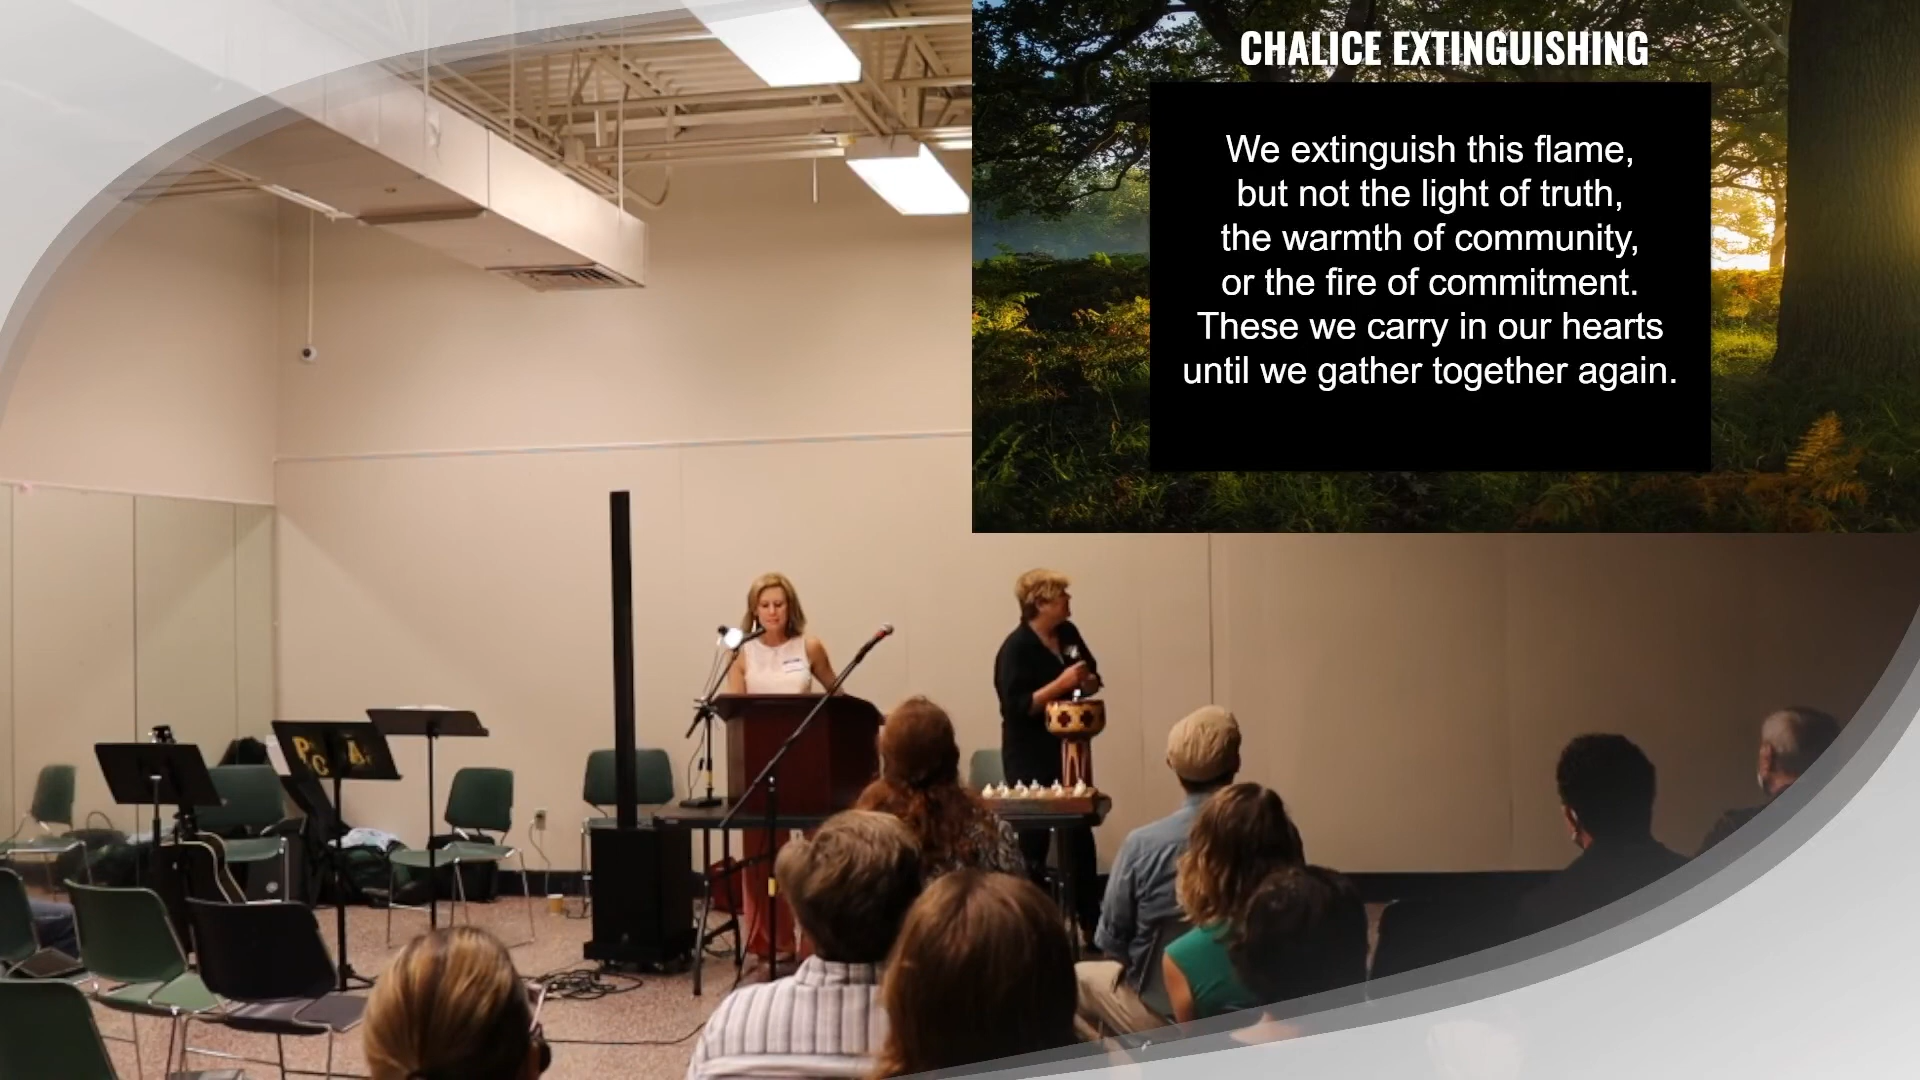 CHALICE EXTINGUISHING
We extinguish this flame,
but not the light of truth,
the warmth of community,
or the fire of commitment.
These we carry in our hearts
until we gather together again.